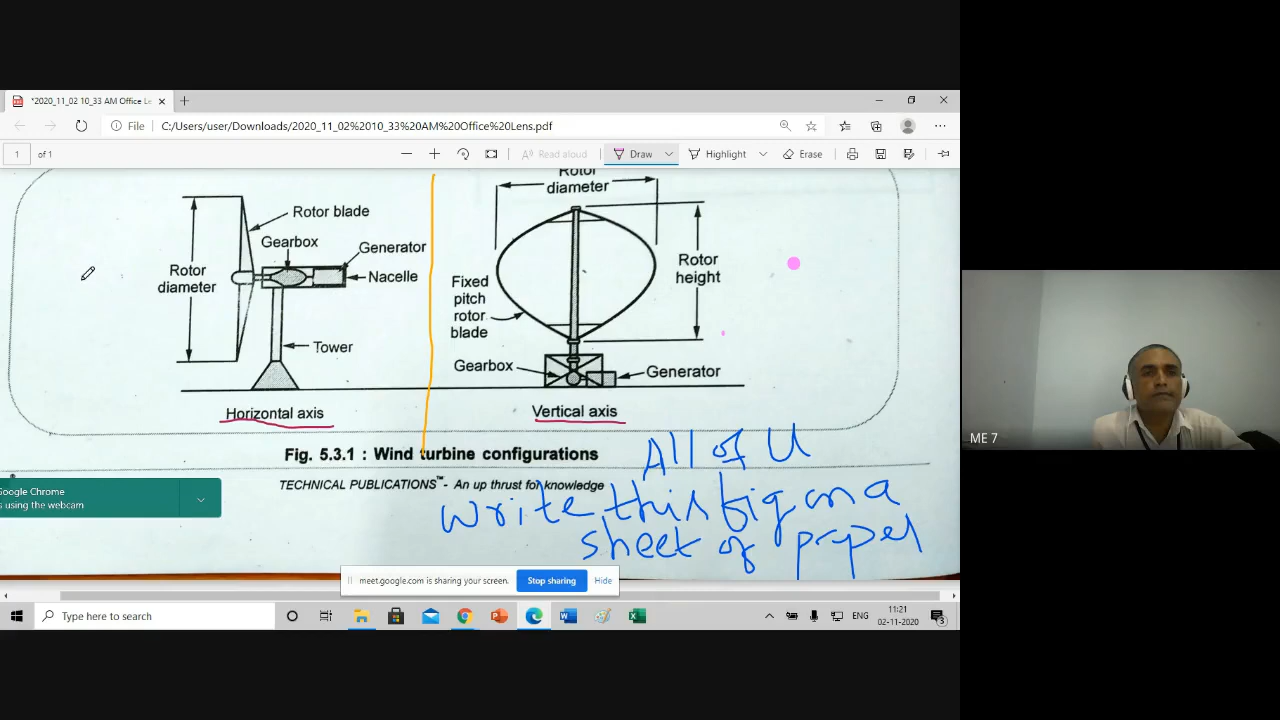 *2020_11_02 10_33 AM Office Le
File
C:/Users/user/Downloads/2020_11_02%2010_33%20AM%20Office%20Lens.pdf
1 of 1
Read aloud
Draw
Highlight
Erase
Rotor blade
Gearbox
Generator
Nacelle
Rotor
diameter
Tower
Horizontal axis
Rotor
diameter
Rotor
height
Fixed
pitch
rotor
blade
Gearbox
Generator
Vertical axis
Fig. 5.3.1 : Wind turbine configurations
TECHNICAL PUBLICATIONS™- An up thrust for knowledge
All of U
write this fig on a
sheet of paper
Google Chrome
s using the webcam
meet.google.com is sharing your screen.
Stop sharing
Hide
Type here to search
ENG
11:21
02-11-2020
3
ME 7